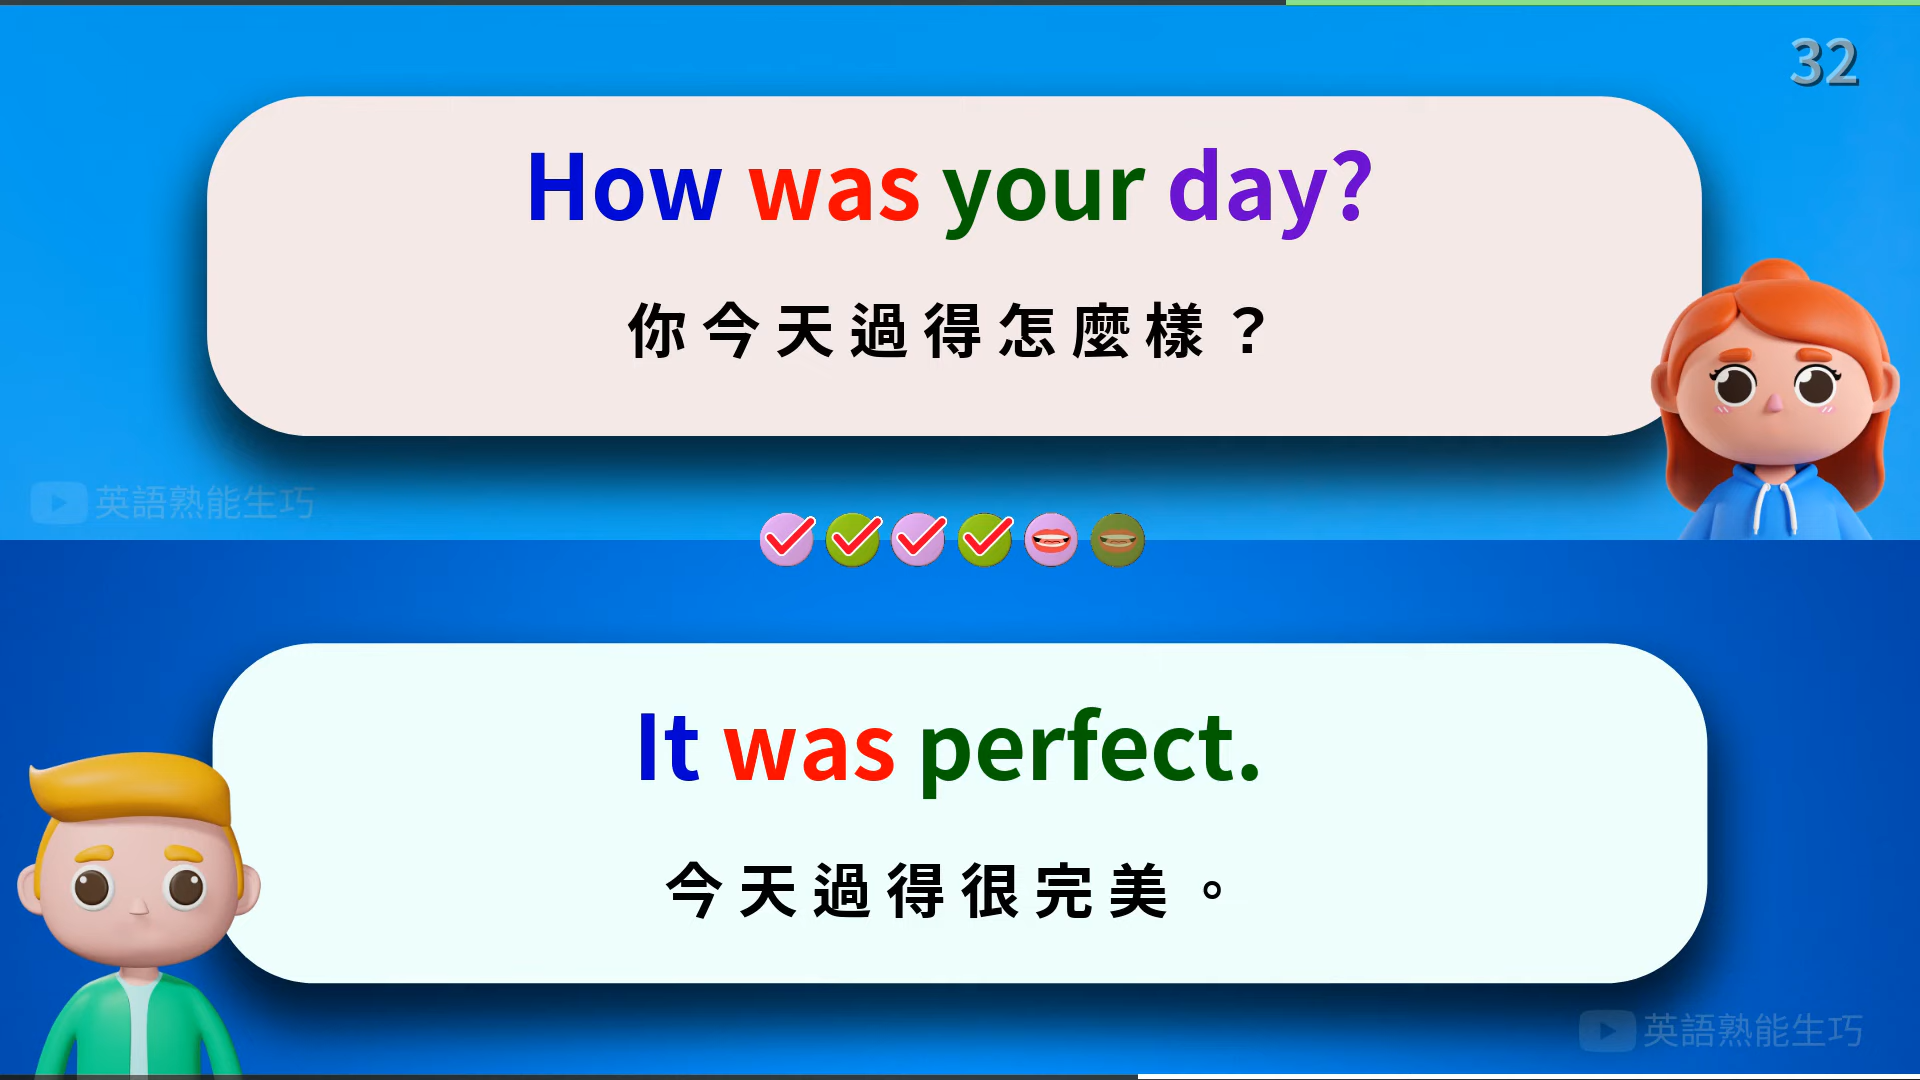 32
How was your day?
你今天過得怎麼樣？
英語熟能生巧
It was perfect.
今天過得很完美。
英語熟能生巧